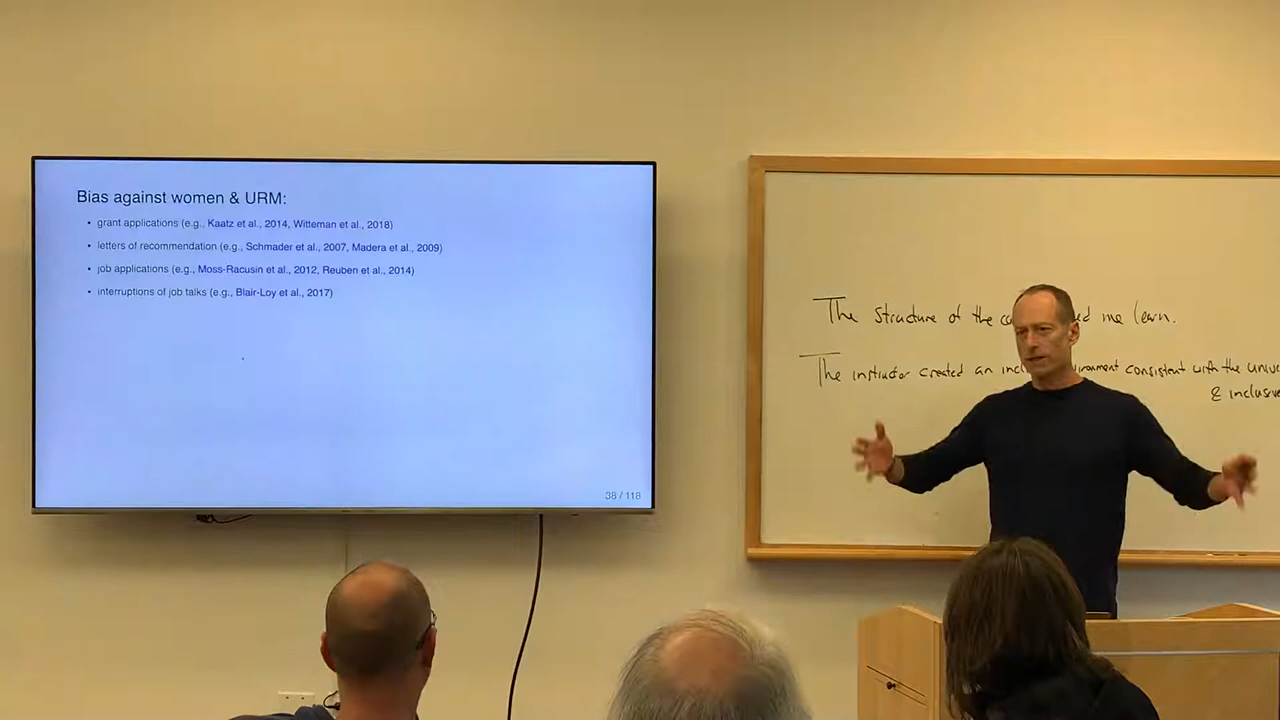 Bias against women & URM:
• grant applications (e.g., Kaatz et al., 2014, Witteman et al., 2018)
• letters of recommendation (e.g., Schmader et al., 2007, Madera et al., 2009)
• job applications (e.g., Moss-Racusin et al., 2012, Reuben et al., 2014)
• interruptions of job talks (e.g., Blair-Loy et al., 2017)
38 / 118
The structure of the me learn.
The instructor created an consistent with the
&